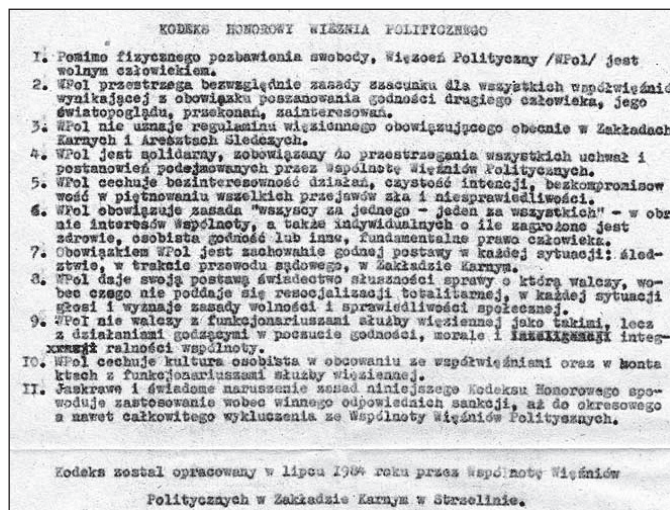 KODEKS HONOROWY WIĘŹNIA POLITYCZNEGO
1. Pomimo fizycznego pozbawienia swobody, Więzień Polityczny /WPol/ jest
wolnym człowiekiem.
2. WPol przestrzega bezwzględnie zasady szacunku dla wszystkich współwięźnió
wynikającej z obowiązku poszanowania godności drugiego człowieka, jego
światopoglądu, przekonań, zainteresowań.
3. WPol nie uznaje regulaminu więziennego obowiązującego obecnie w Zakładach
Karnych i Aresztach Śledczych.
4. WPol jest solidarny, zobowiązany do przestrzegania wszystkich uchwał i
postanowień podejmowanych przez Wspólnotę Więźniów Politycznych.
5. WPol cechuje bezinteresowność działań, czystość intencji, bezkompromisow
wość w piętnowaniu wszelkich przejawów zła i niesprawiedliwości.
6. WPol obowiązuje zasada "wszyscy za jednego - jeden za wszystkich" - w obr
nie interesów Wspólnoty, a także indywidualnych o ile zagrożone jest
zdrowie, osobista godność lub inne, fundamentalne prawo człowieka.
7. Obowiązkiem WPol jest zachowanie godnej postawy w każdej sytuacji: śled-
ztwie, w trakcie przewodu sądowego, w Zakładzie Karnym.
8. WPol daje swoją postawą świadectwo słuszności sprawy o którą walczy, wo-
bec czego nie poddaje się resocjalizacji totalitarnej, w każdej sytuacji
głosi i wyznaje zasady wolności i sprawiedliwości społecznej.
9. WPol nie walczy z funkcjonariuszami służby więziennej jako takimi, lecz
z działaniami godzącymi w poczucie godności, morale i integ-
ralności wspólnoty.
10. WPol cechuje kultura osobista w obcowaniu ze współwięźniami oraz w konta
ktach z funkcjonariuszami służby więziennej.
11. Jaskrawe i świadome naruszenie zasad niniejszego Kodeksu Honorowego spo-
woduje zastosowanie wobec winnego odpowiednich sankcji, aż do okresowego
a nawet całkowitego wykluczenia ze Wspólnoty Więźniów Politycznych.
Kodeks został opracowany w lipcu 1984 roku przez Wspólnotę Więźniów
Politycznych w Zakładzie Karnym w Strzelinie.